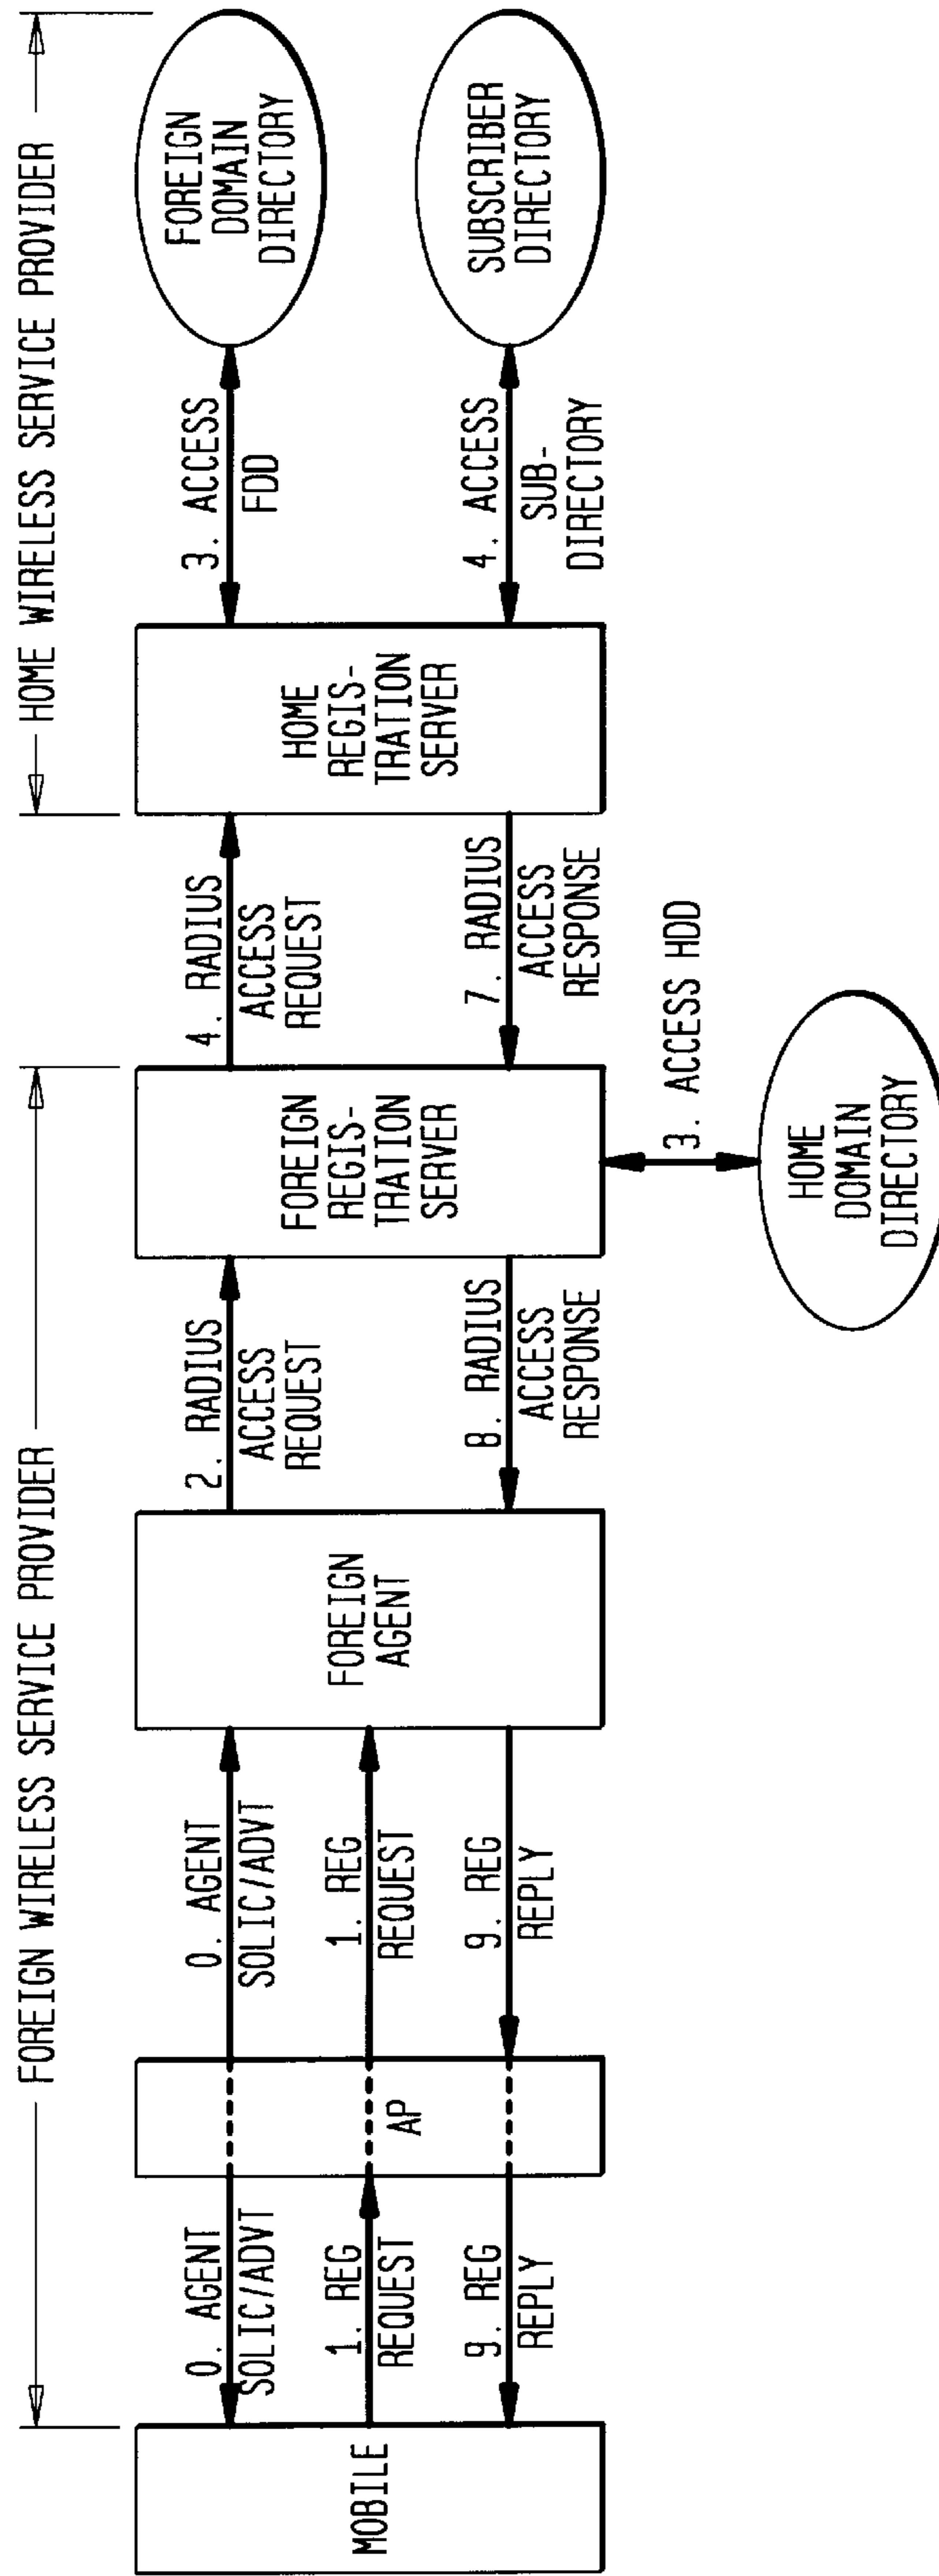 FOREIGN WIRELESS SERVICE PROVIDER
HOME WIRELESS SERVICE PROVIDER
MOBILE
0. AGENT
SOLIC/ADVT
1. REG
REQUEST
9. REG
REPLY
AP
0. AGENT
SOLIC/ADVT
1. REG
REQUEST
9. REG
REPLY
FOREIGN
AGENT
2. RADIUS
ACCESS
REQUEST
8. RADIUS
ACCESS
RESPONSE
FOREIGN
REGIS-
TRATION
SERVER
3. ACCESS HDD
HOME
DOMAIN
DIRECTORY
4. RADIUS
ACCESS
REQUEST
7. RADIUS
ACCESS
RESPONSE
HOME
REGIS-
TRATION
SERVER
3. ACCESS
FDD
4. ACCESS
SUB-
DIRECTORY
FOREIGN
DOMAIN
DIRECTORY
SUBSCRIBER
DIRECTORY